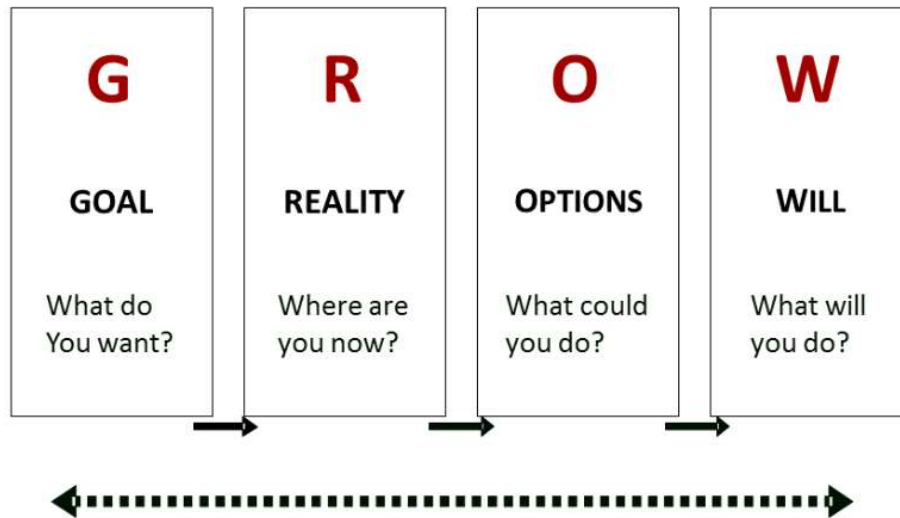 G
GOAL
What do
You want?
R
REALITY
Where are
you now?
O
OPTIONS
What could
you do?
W
WILL
What will
you do?